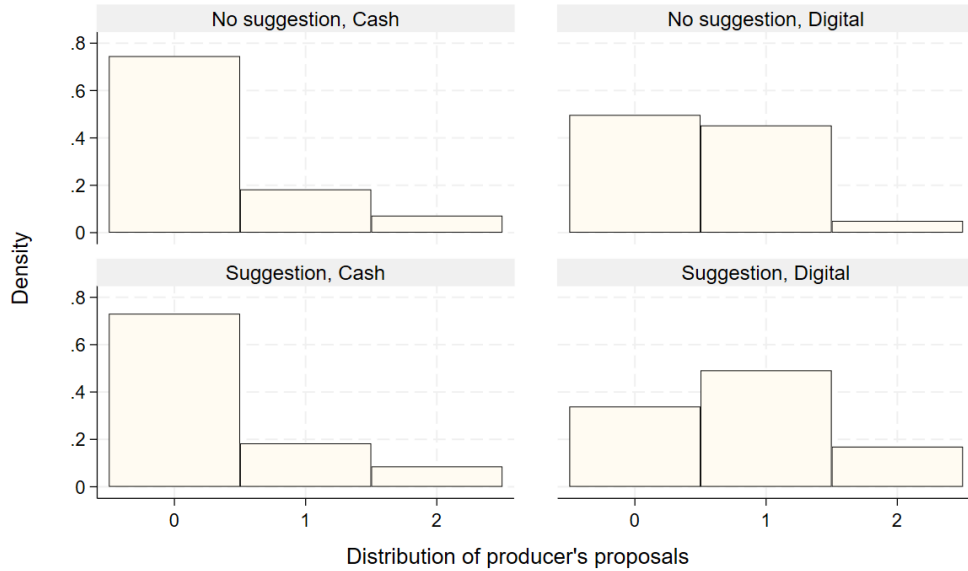 No suggestion, Cash
No suggestion, Digital
.8
.6
.4
.2
0
Suggestion, Cash
Suggestion, Digital
.8
.6
.4
.2
0
0 1 2
0 1 2
Density
Distribution of producer's proposals